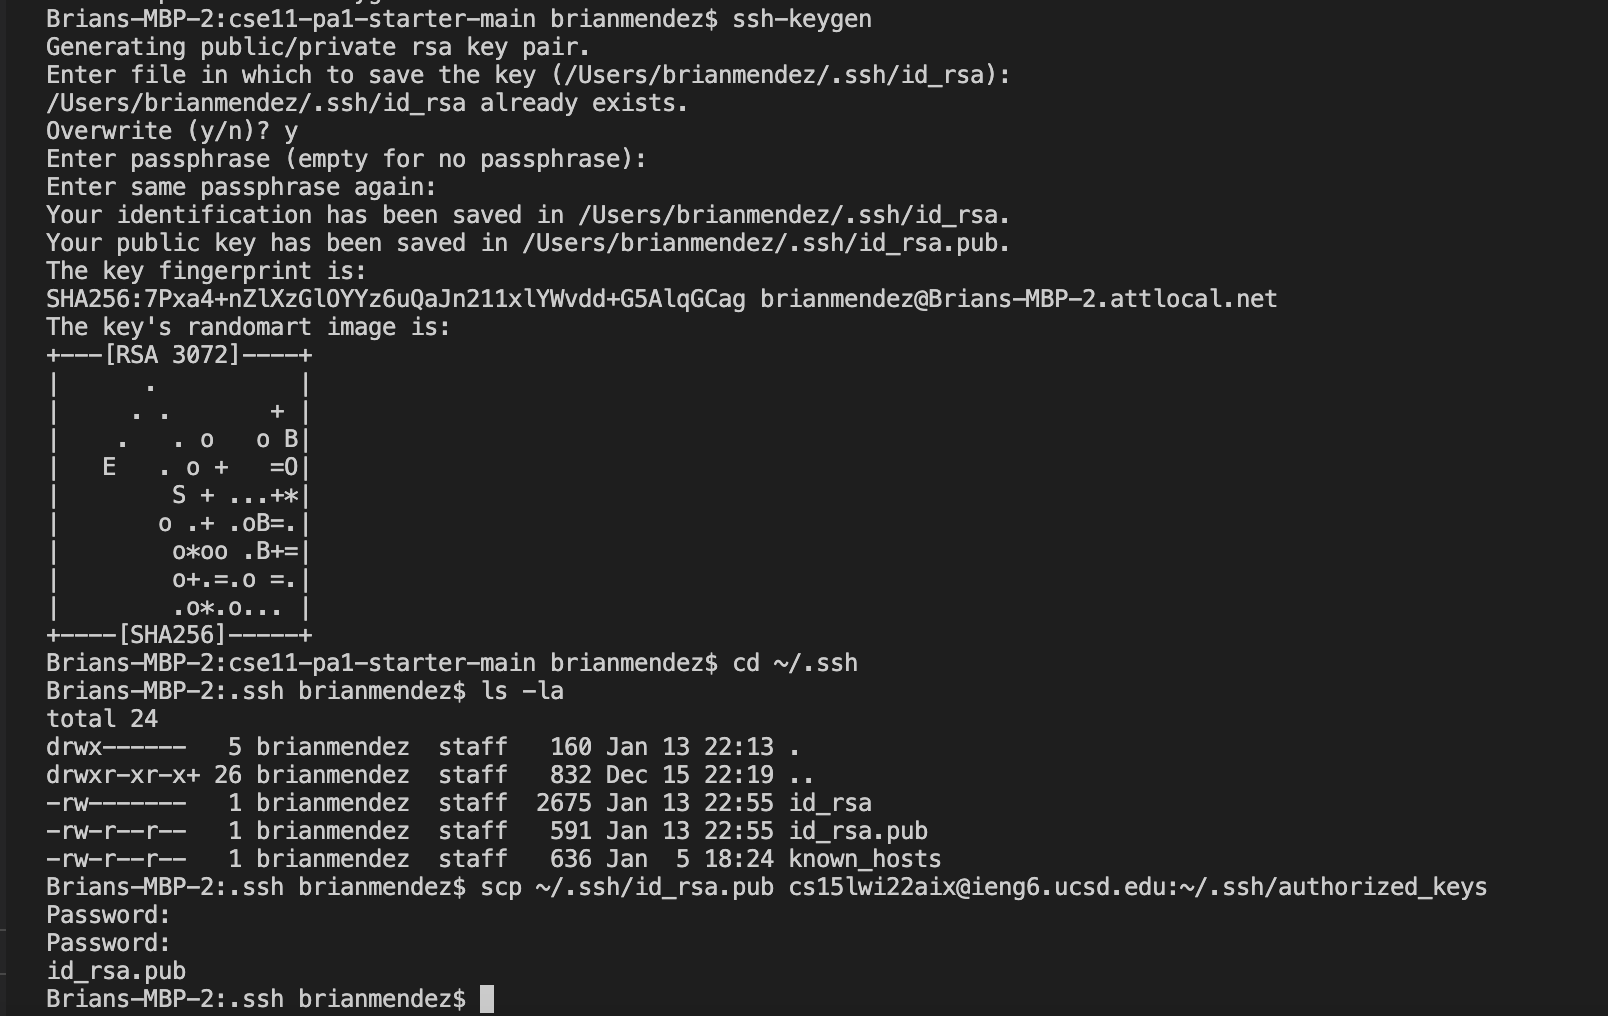 Brians-MBP-2:cse11-pa1-starter-main brianmendez$ ssh-keygen
Generating public/private rsa key pair.
Enter file in which to save the key (/Users/brianmendez/.ssh/id_rsa):
/Users/brianmendez/.ssh/id_rsa already exists.
Overwrite (y/n)? y
Enter passphrase (empty for no passphrase):
Enter same passphrase again:
Your identification has been saved in /Users/brianmendez/.ssh/id_rsa.
Your public key has been saved in /Users/brianmendez/.ssh/id_rsa.pub.
The key fingerprint is:
SHA256:7Pxa4+nZlXzGlOYYz6uQaJn211xlYWvdd+G5AlqGCag brianmendez@Brians-MBP-2.attlocal.net
The key's randomart image is:
+---[RSA 3072]----+
|      .          |
|     . .       + |
|    .   . o   o B|
|   E   . o +   =O|
|        S + ...+*|
|       o .+ .oB=.|
|        o*oo .B+=|
|        o+.=.o =.|
|        .o*.o... |
+----[SHA256]-----+
Brians-MBP-2:cse11-pa1-starter-main brianmendez$ cd ~/.ssh
Brians-MBP-2:.ssh brianmendez$ ls -la
total 24
drwx------   5 brianmendez  staff   160 Jan 13 22:13 .
drwxr-xr-x+ 26 brianmendez  staff   832 Dec 15 22:19 ..
-rw-------   1 brianmendez  staff  2675 Jan 13 22:55 id_rsa
-rw-r--r--   1 brianmendez  staff   591 Jan 13 22:55 id_rsa.pub
-rw-r--r--   1 brianmendez  staff   636 Jan  5 18:24 known_hosts
Brians-MBP-2:.ssh brianmendez$ scp ~/.ssh/id_rsa.pub cs15lwi22aix@ieng6.ucsd.edu:~/.ssh/authorized_keys
Password:
Password:
id_rsa.pub
Brians-MBP-2:.ssh brianmendez$